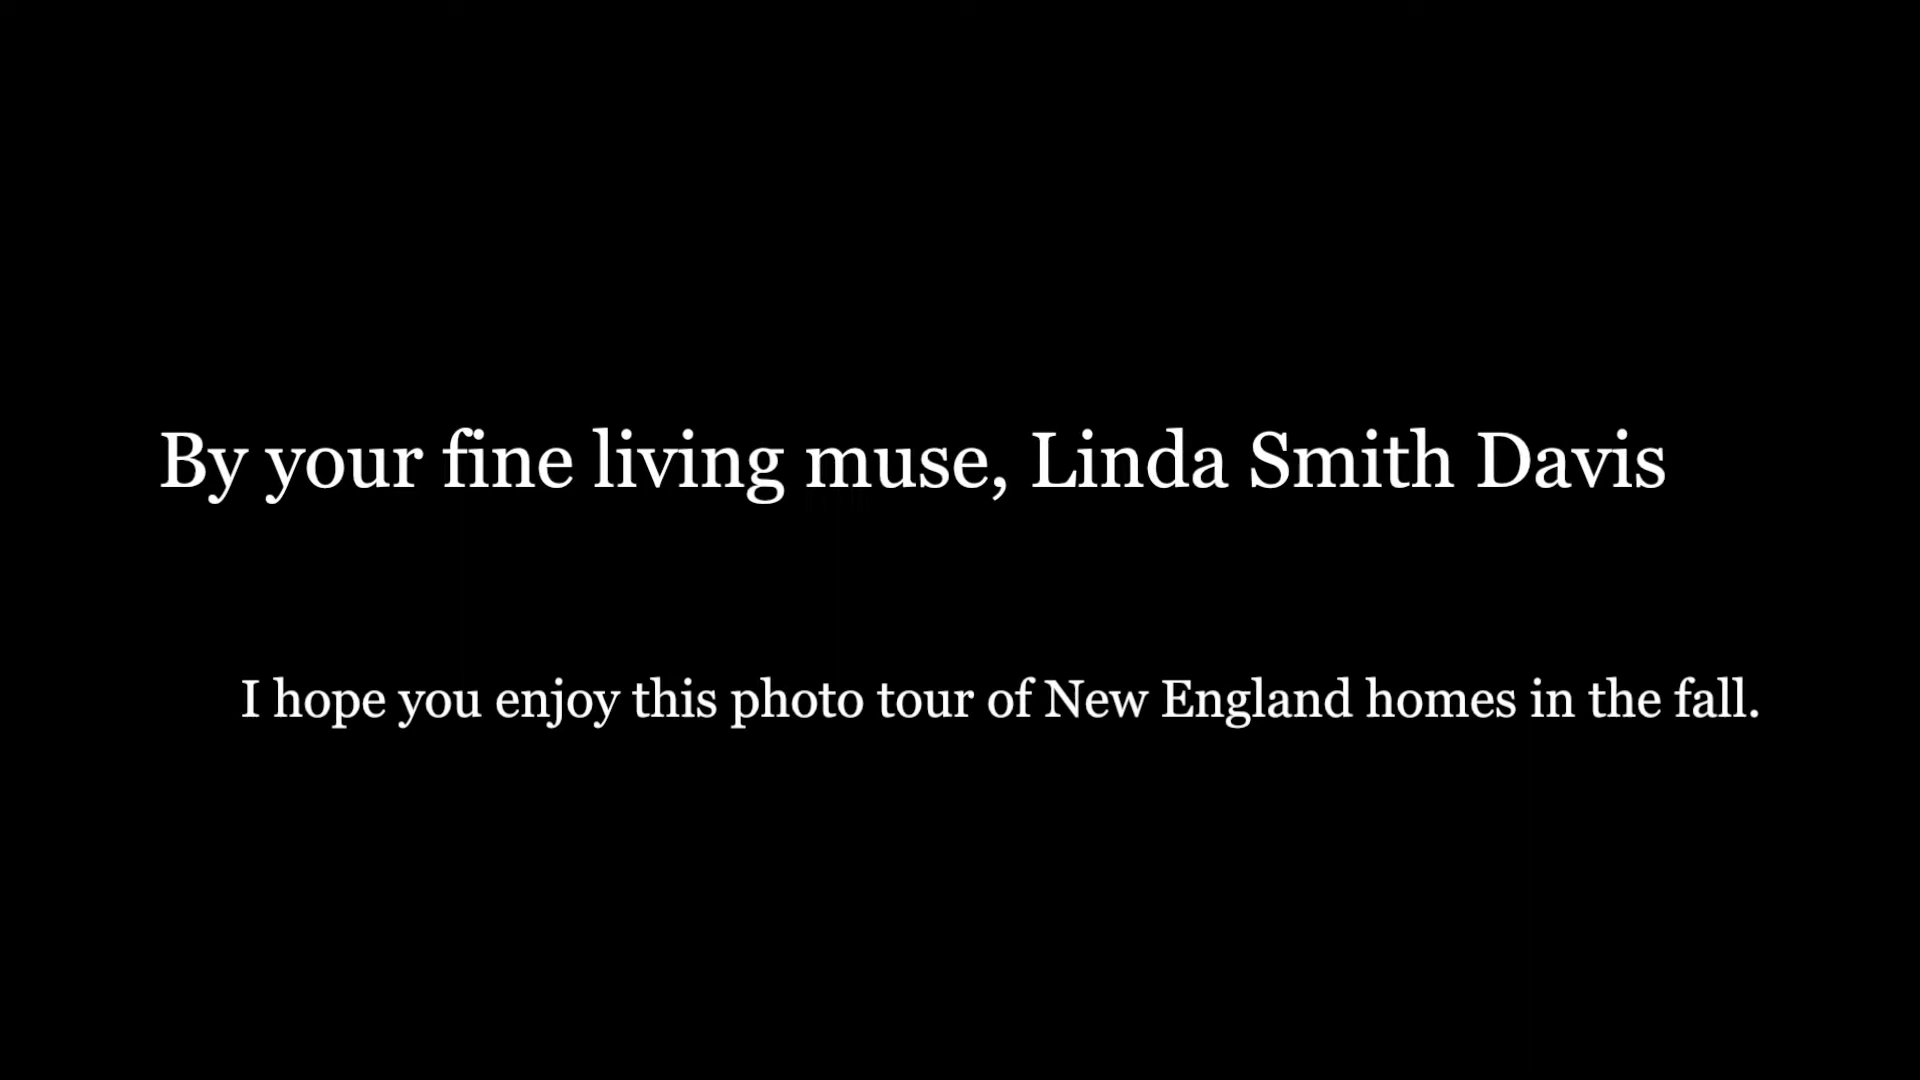 By your fine living muse, Linda Smith Davis
I hope you enjoy this photo tour of New England homes in the fall.